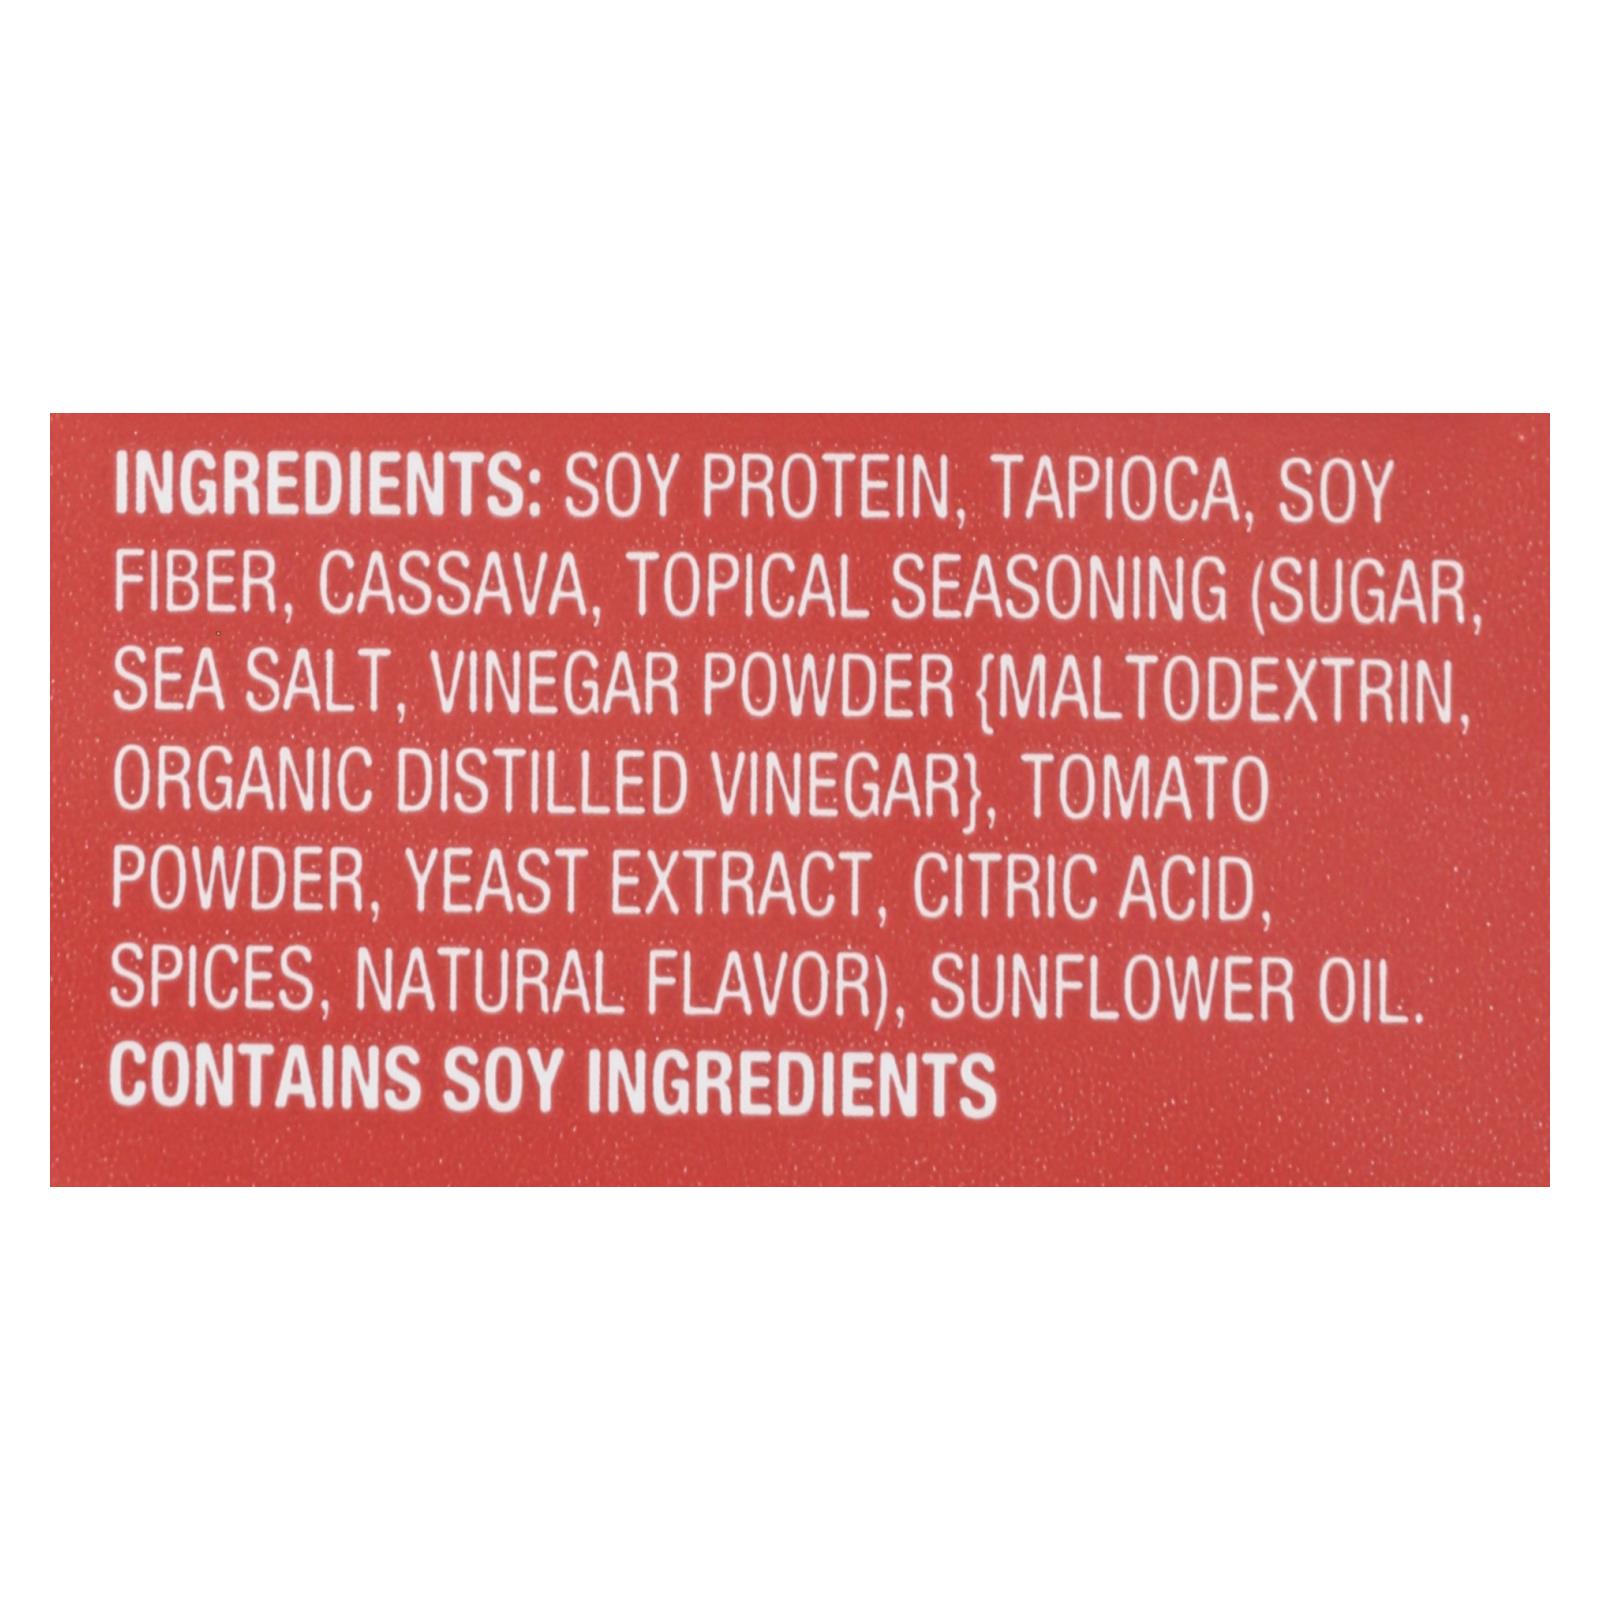 INGREDIENTS: SOY PROTEIN, TAPIOCA, SOY
FIBER, CASSAVA, TOPICAL SEASONING (SUGAR,
SEA SALT, VINEGAR POWDER {MALTODEXTRIN,
ORGANIC DISTILLED VINEGAR}, TOMATO
POWDER, YEAST EXTRACT, CITRIC ACID,
SPICES, NATURAL FLAVOR), SUNFLOWER OIL.
CONTAINS SOY INGREDIENTS